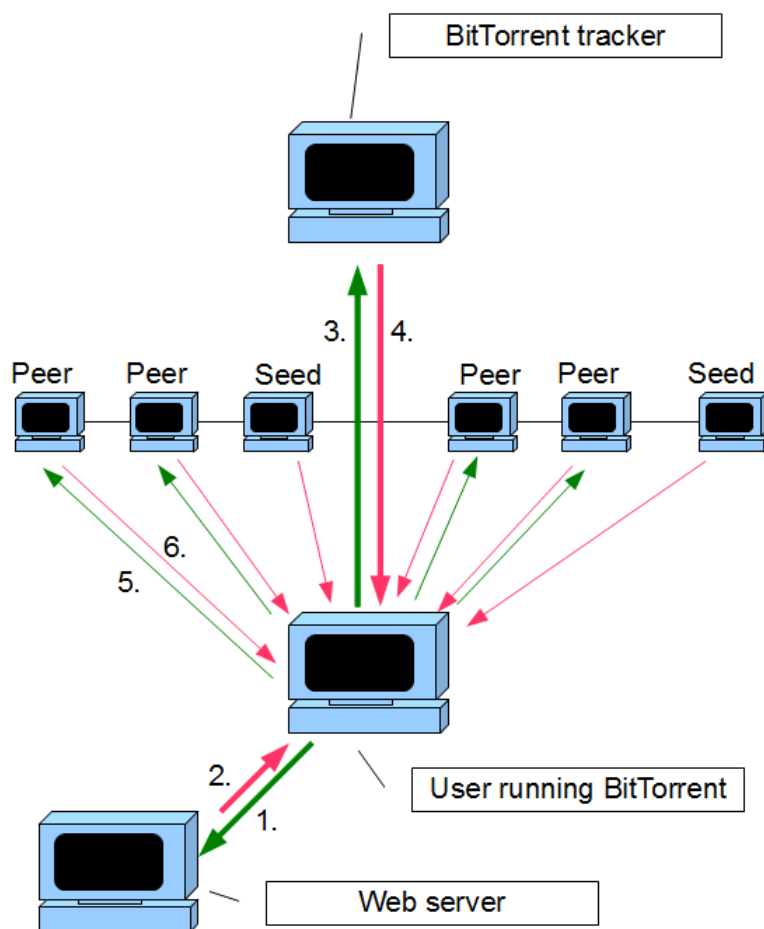 BitTorrent tracker
3.
4.
Peer
Peer
Seed
Peer
Peer
Seed
6.
5.
2.
1.
User running BitTorrent
Web server